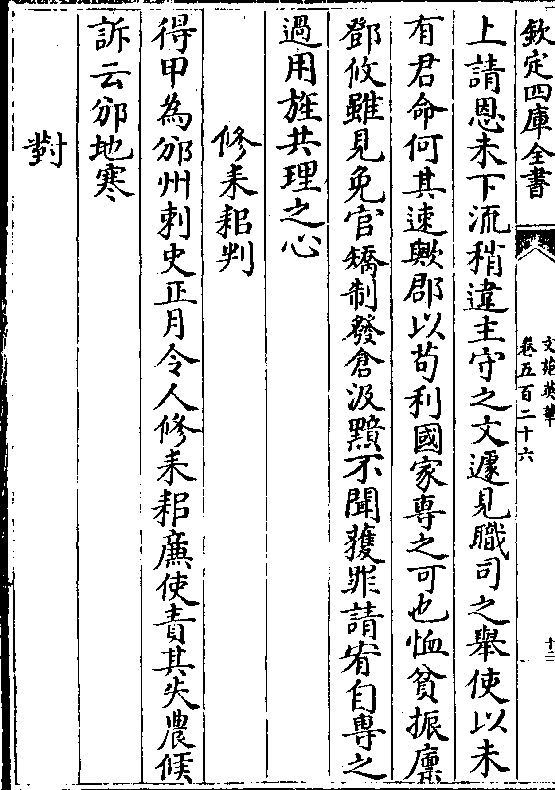 欽定四庫全書
文苑英華
卷五百二十六
十三
上請恩未下流稍違主守之文遽見職司之舉使以未
有君命何其速歟郡以苟利國家專之可也恤貧振廩
鄧攸雖見免官矯制發倉汲黯不聞獲罪請宥自專之
過用旌共理之心
修耒耜判
得甲為邠州刺史正月令人修耒耜廉使責其失農候
訴云邠地寒
對